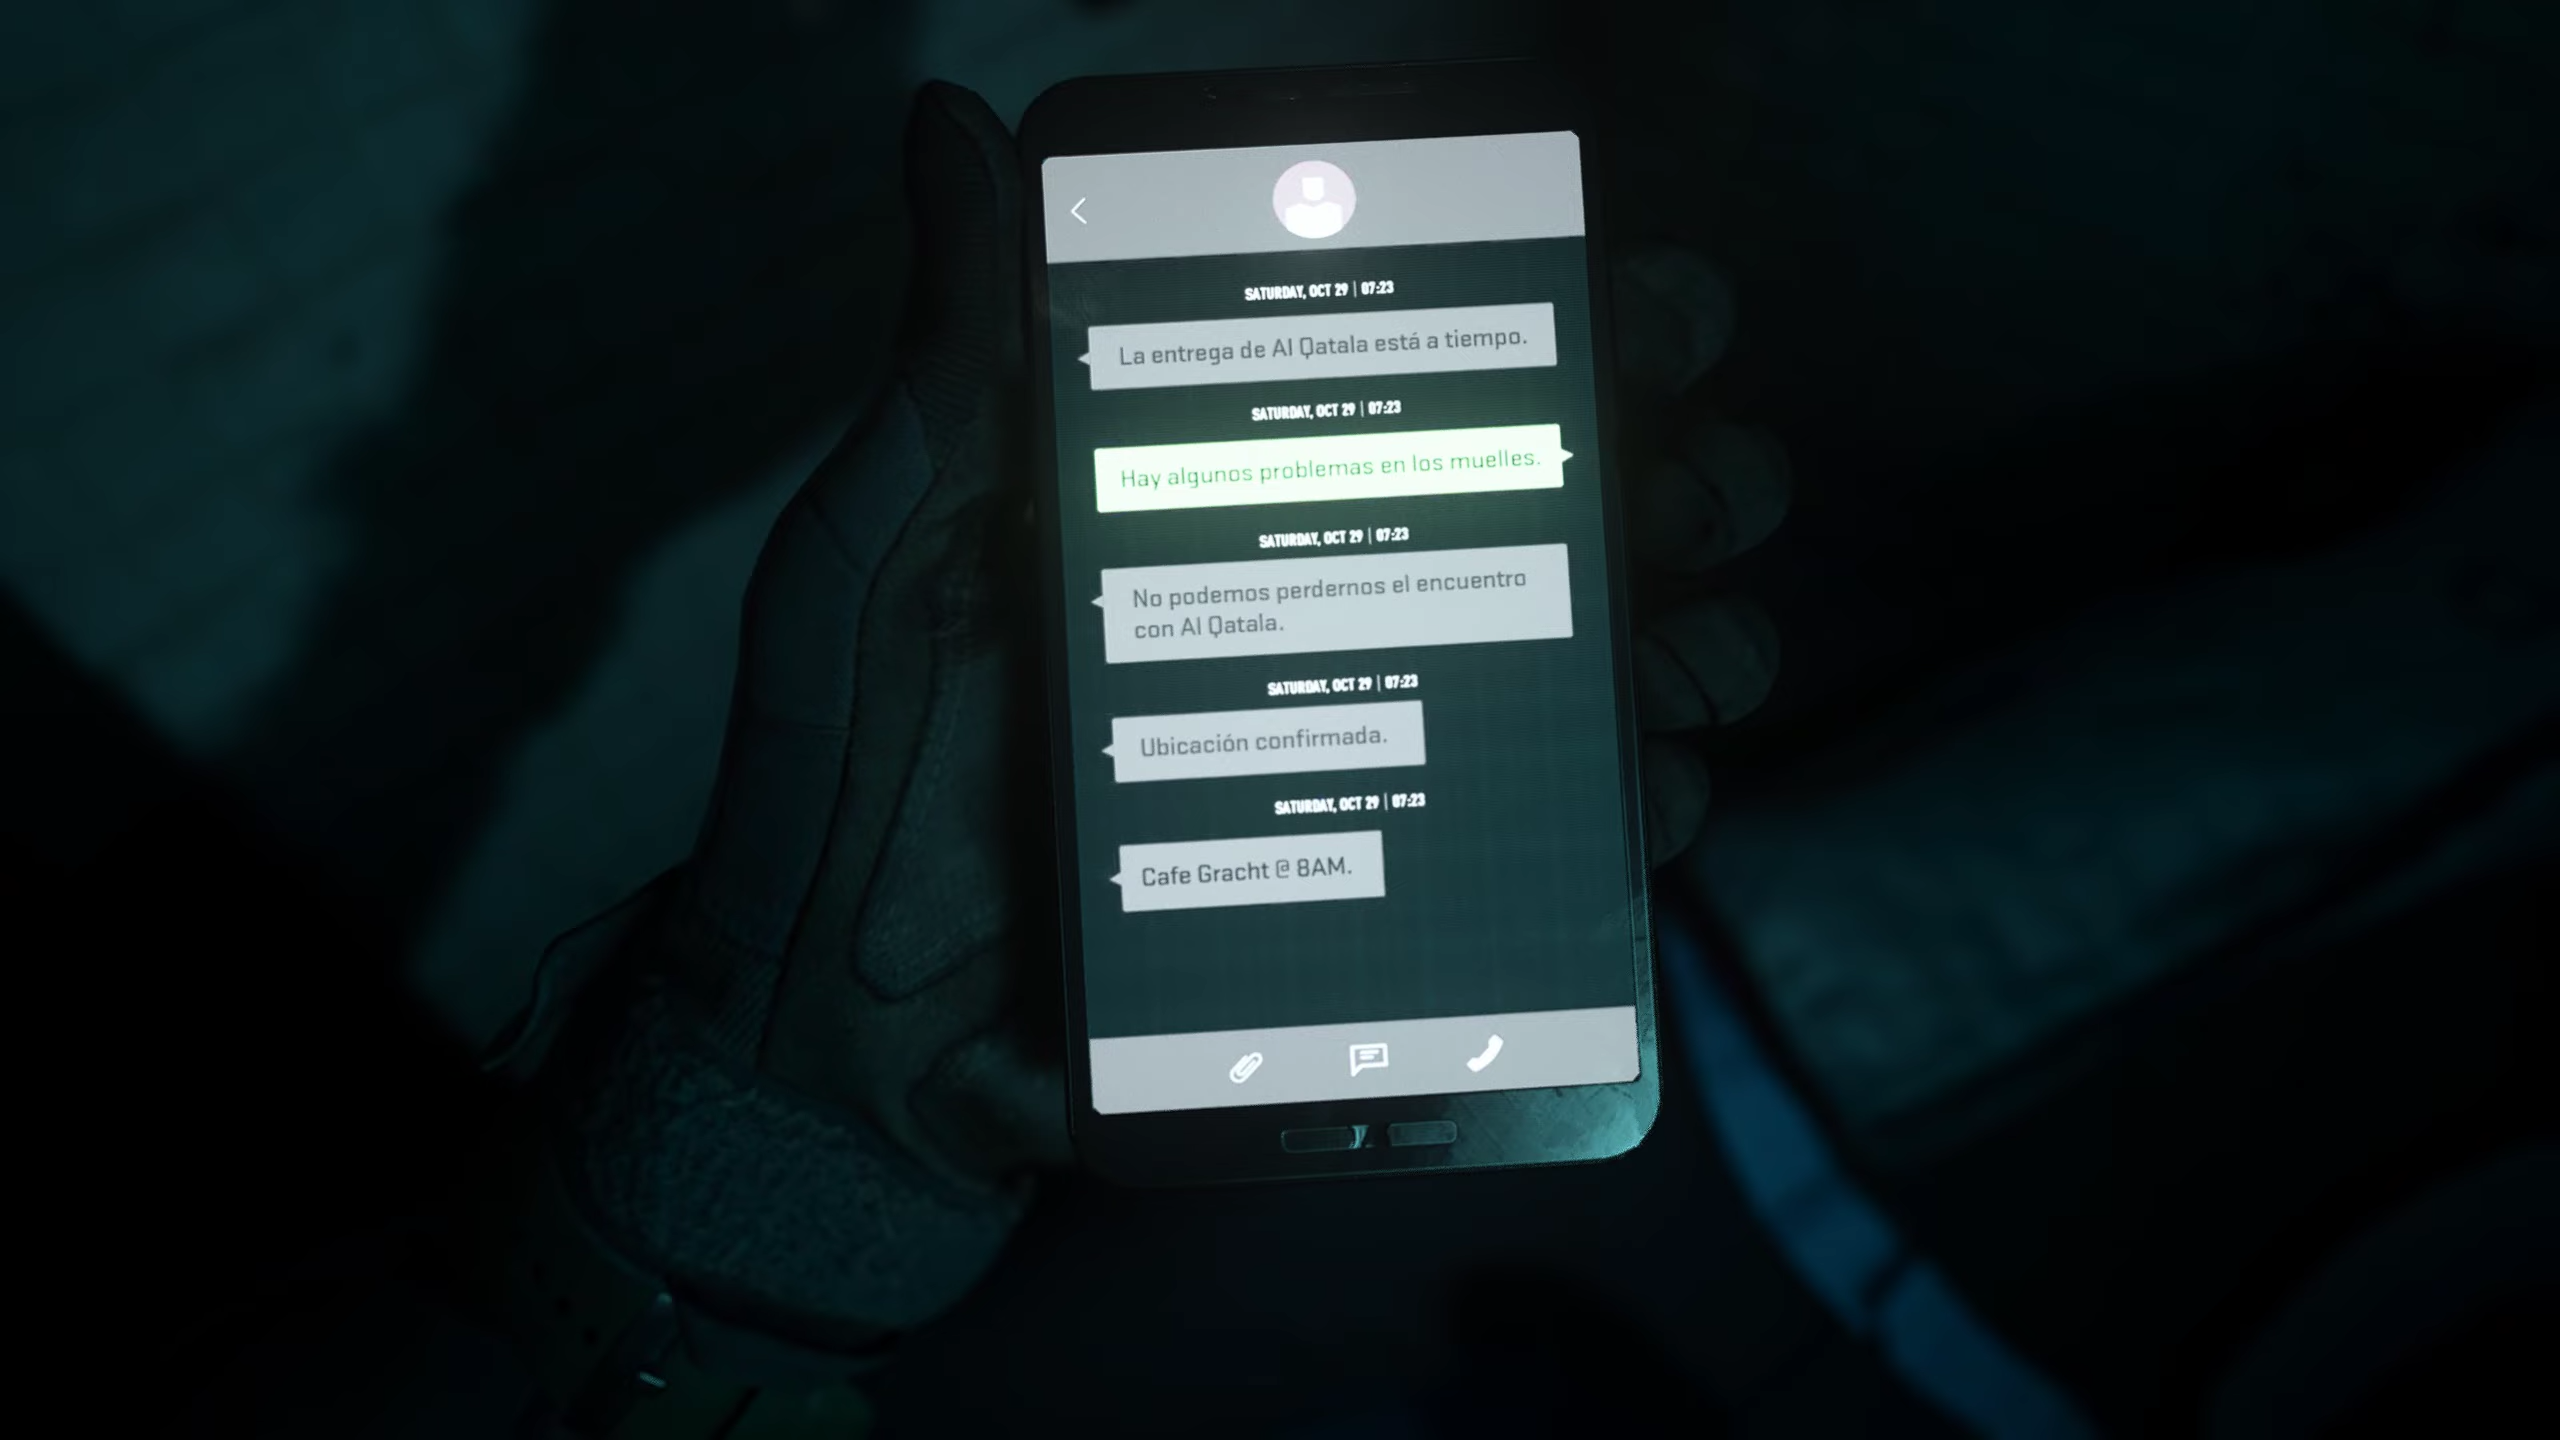 SATURDAY, OCT 29 | 07:23
La entrega de Al Qatala está a tiempo.
SATURDAY, OCT 29 | 07:23
Hay algunos problemas en los muelles.
SATURDAY, OCT 29 | 07:23
No podemos perdernos el encuentro
con Al Qatala.
SATURDAY, OCT 29 | 07:23
Ubicación confirmada.
SATURDAY, OCT 29 | 07:23
Cafe Gracht @ 8AM.